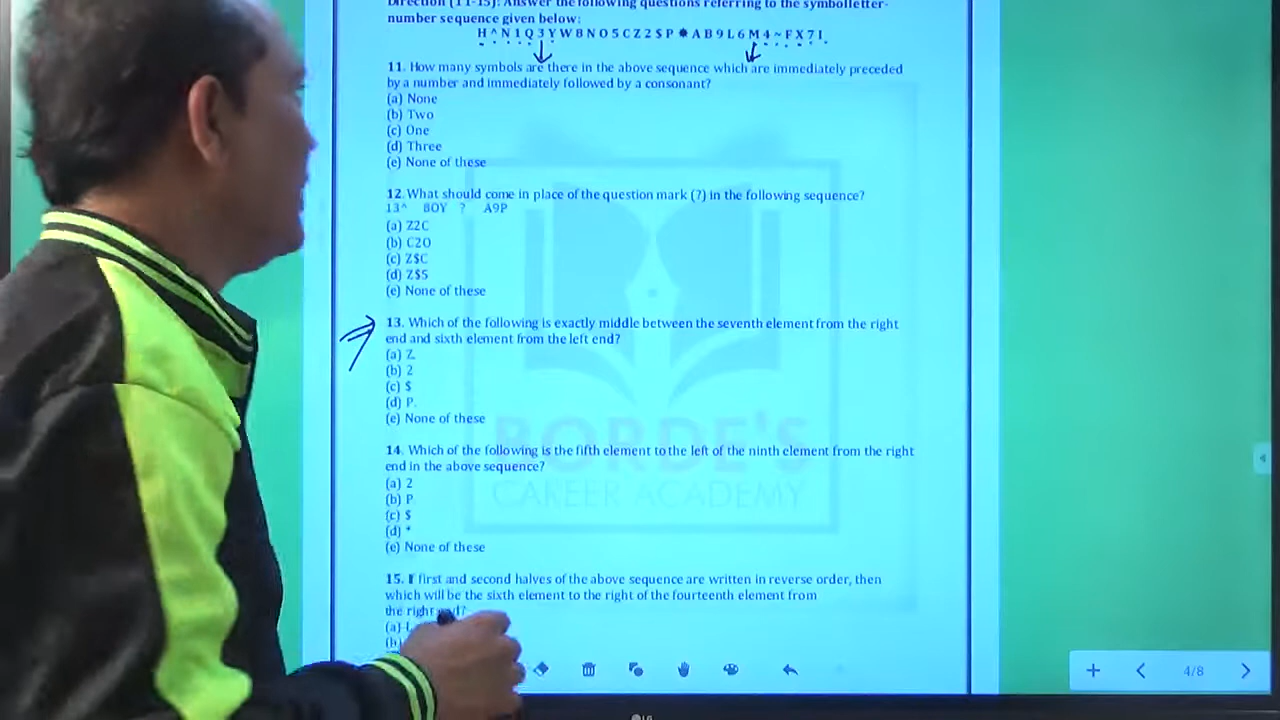 Direction (11-15): Answer the following questions referring to the symbolletter-
number sequence given below:
H ^ N 1 Q 3 Y W 8 N O 5 C Z 2 $ P * A B 9 L 6 M 4 ~ F X 7 I
11. How many symbols are there in the above sequence which are immediately preceded
by a number and immediately followed by a consonant?
(a) None
(b) Two
(c) One
(d) Three
(e) None of these
12. What should come in place of the question mark (?) in the following sequence?
13^ 8OY ? A9P
(a) Z2C
(b) C2O
(c) Z$C
(d) Z$5
(e) None of these
13. Which of the following is exactly middle between the seventh element from the right
end and sixth element from the left end?
(a) Z
(b) 2
(c) $
(d) P.
(e) None of these
14. Which of the following is the fifth element to the left of the ninth element from the right
end in the above sequence?
(a) 2
(b) P
(c) $
(d) *
(e) None of these
15. If first and second halves of the above sequence are written in reverse order, then
which will be the sixth element to the right of the fourteenth element from
the right end?
(a) L
(b)
BORDE'S
CAREER ACADEMY
4/8
LG